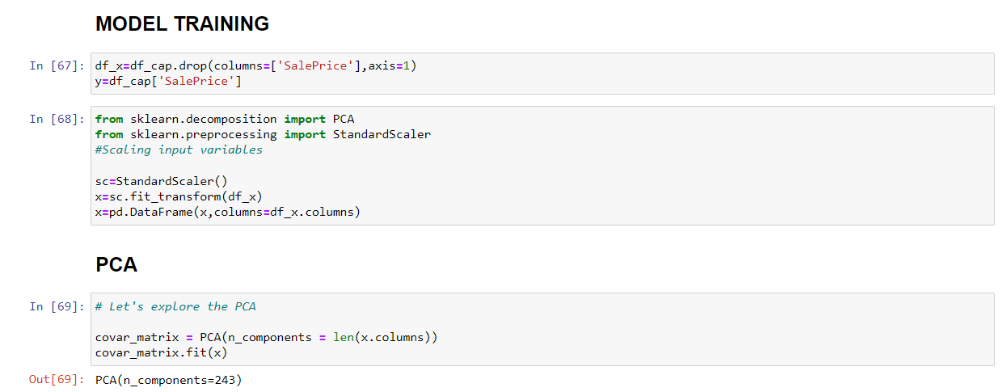 MODEL TRAINING
In [67]: df_x=df_cap.drop(columns=['SalePrice'],axis=1)
y=df_cap['SalePrice']
In [68]: from sklearn.decomposition import PCA
from sklearn.preprocessing import StandardScaler
#Scaling input variables
sc=StandardScaler()
x=sc.fit_transform(df_x)
x=pd.DataFrame(x,columns=df_x.columns)
PCA
In [69]: # Let's explore the PCA
covar_matrix = PCA(n_components = len(x.columns))
covar_matrix.fit(x)
Out[69]: PCA(n_components=243)